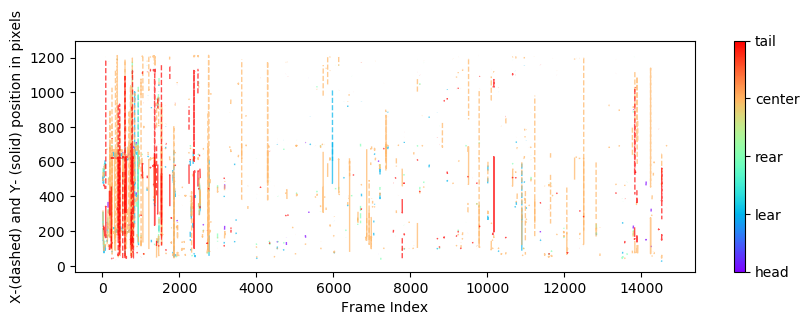 X-(dashed) and Y- (solid) position in pixels
1200
1000
800
600
400
200
0
0 2000 4000 6000 8000 10000 12000 14000
Frame Index
tail
center
rear
lear
head